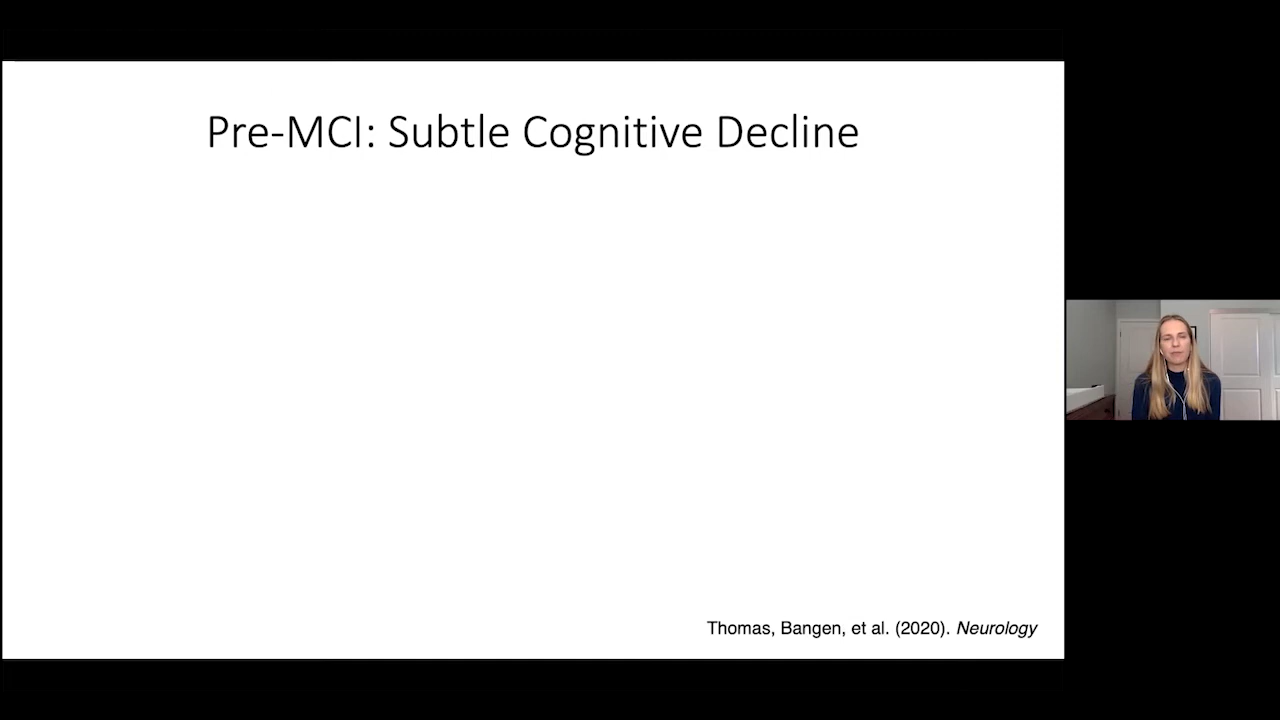 Pre-MCI: Subtle Cognitive Decline
Thomas, Bangen, et al. (2020). Neurology